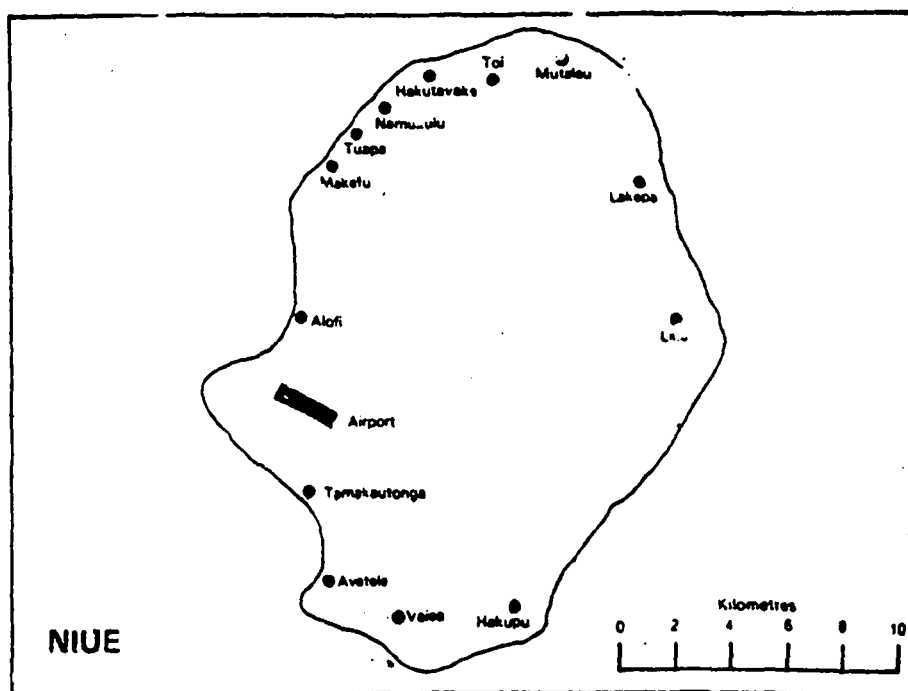 Toi
Mutalau
Hakutavake
Tuapa
Makefu
Lakepa
Alofi
Airport
Tamakautonga
Avatele
Vaiea
Hakupu
Kilometres
0 2 4 6 8 10
NIUE